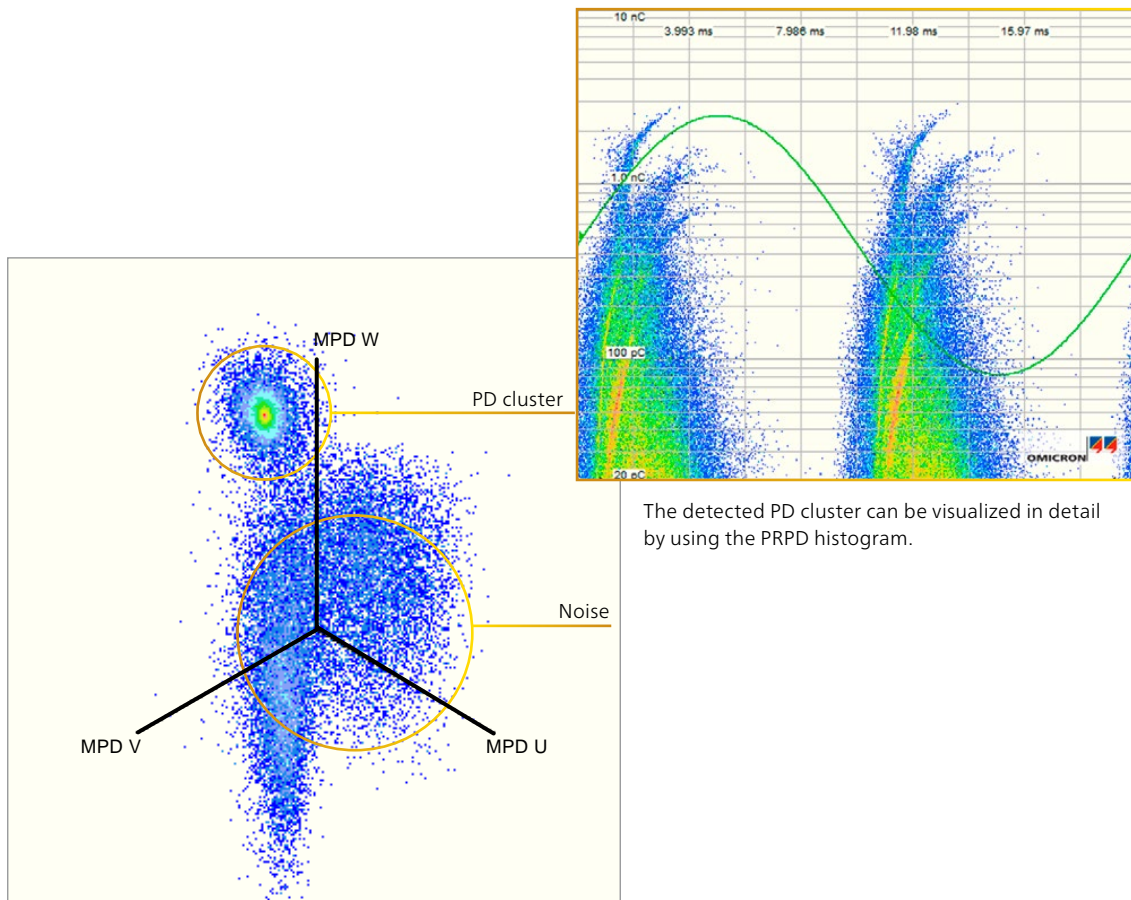 10 nC
3.993 ms 7.986 ms 11.98 ms 15.97 ms
1.0 nC
100 pC
20 pC
OMICRON
The detected PD cluster can be visualized in detail
by using the PRPD histogram.
MPD W
PD cluster
Noise
MPD V
MPD U